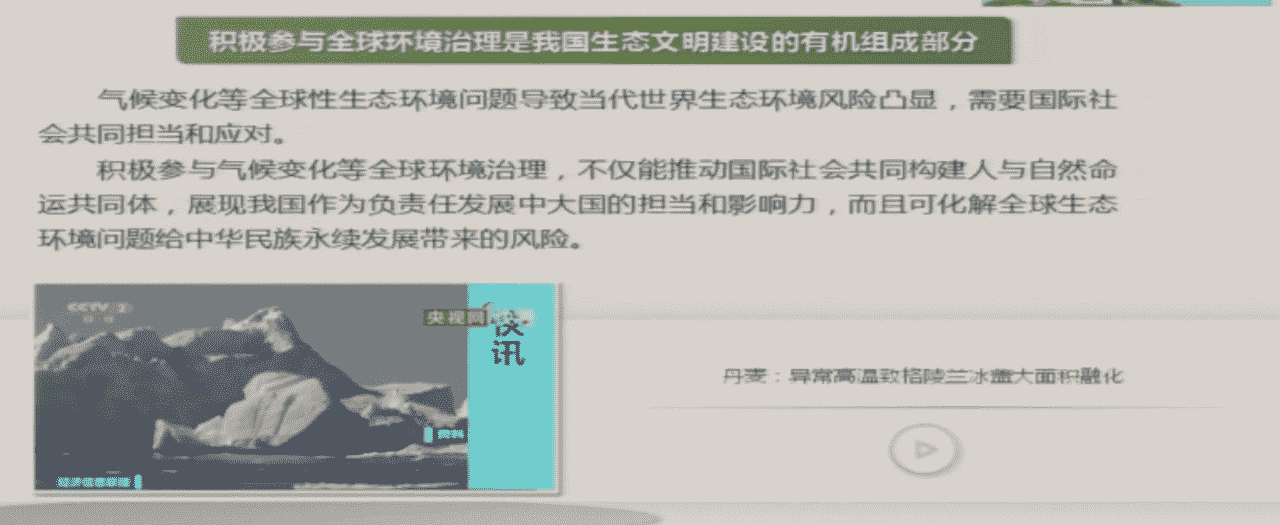 积极参与全球环境治理是我国生态文明建设的有机组成部分
气候变化等全球性生态环境问题导致当代世界生态环境风险凸显，需要国际社
会共同担当和应对。
积极参与气候变化等全球环境治理，不仅能推动国际社会共同构建人与自然命
运共同体，展现我国作为负责任发展中大国的担当和影响力，而且可化解全球生态
环境问题给中华民族永续发展带来的风险。
CCTV 2
央视网
快讯
丹麦：异常高温致格陵兰冰盖大面积融化
资料